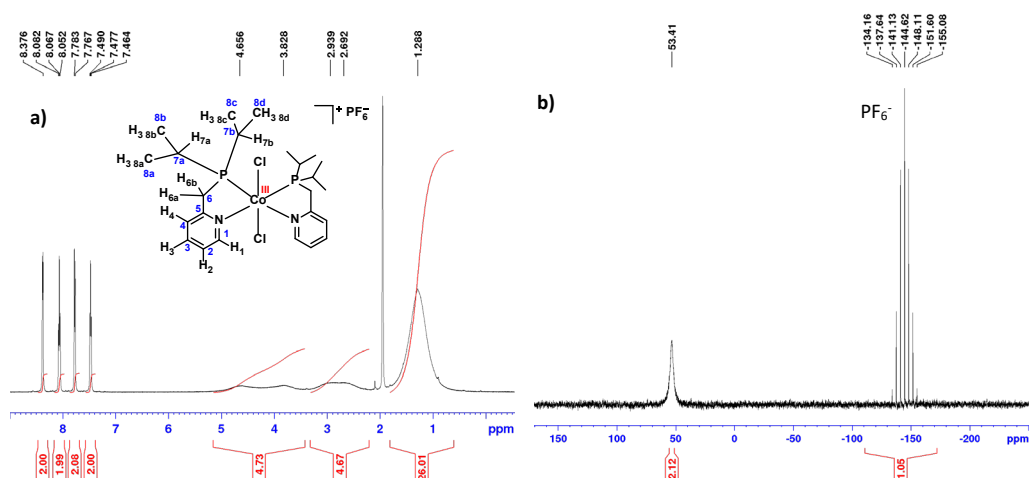 8.376
8.082
8.067
8.052
7.783
7.767
7.490
7.477
7.464
4.656
3.828
2.939
2.692
1.288
a)
8b
H3 8bC
H7a
H3 8aC
8a
7a
8c
H3 8cC
8d
CH3 8d
7b
H7b
]+ PF6-
P
H6b
H6a
6
5
H4
4
N
3
H3
2
H2
1
H1
Cl
III
Co
Cl
P
N
8 7 6 5 4 3 2 1 ppm
2.00
1.99
2.08
2.00
4.73
4.67
26.01
b)
53.41
-134.16
-137.64
-141.13
-144.62
-148.11
-151.60
-155.08
PF6-
150 100 50 0 -50 -100 -150 -200 ppm
2.12
1.05